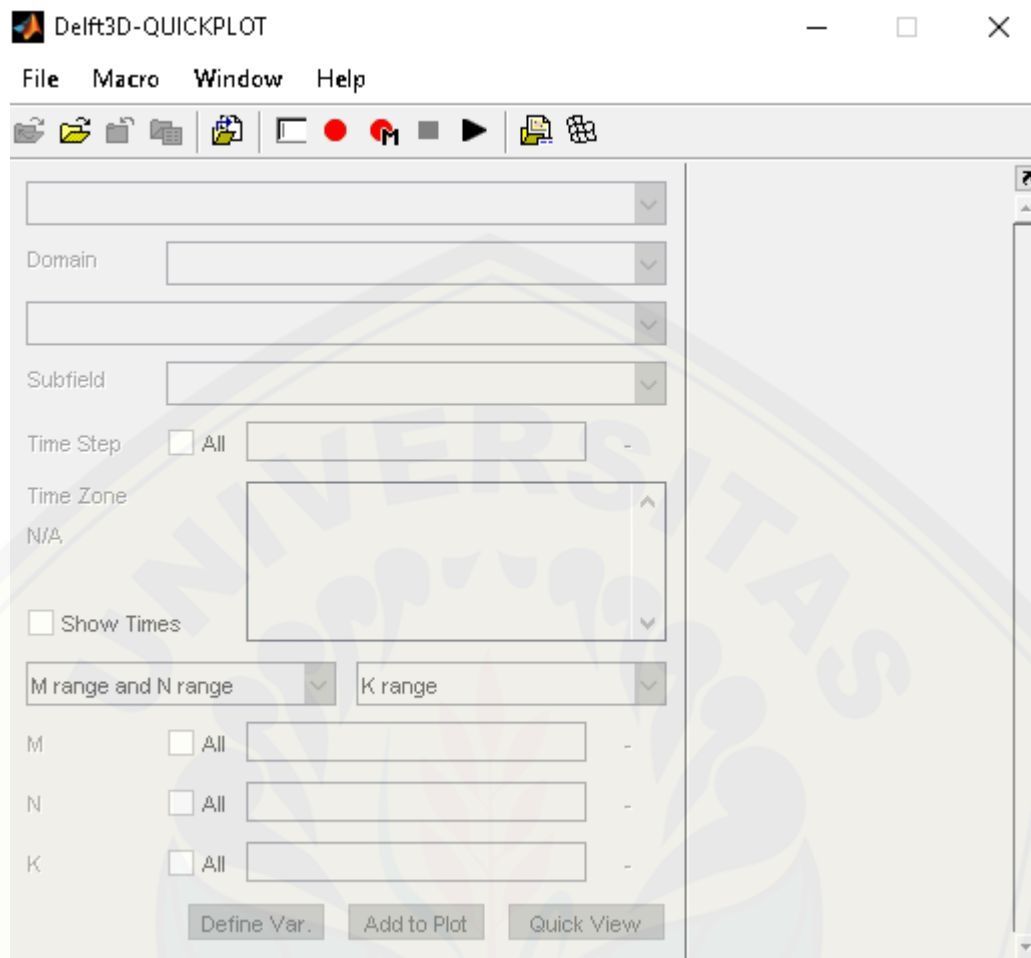 Delft3D-QUICKPLOT
File Macro Window Help
M
Domain
Subfield
Time Step All -
Time Zone
N/A
Show Times
M range and N range K range
M All -
N All -
K All -
Define Var. Add to Plot Quick View
UNIVERSITAS